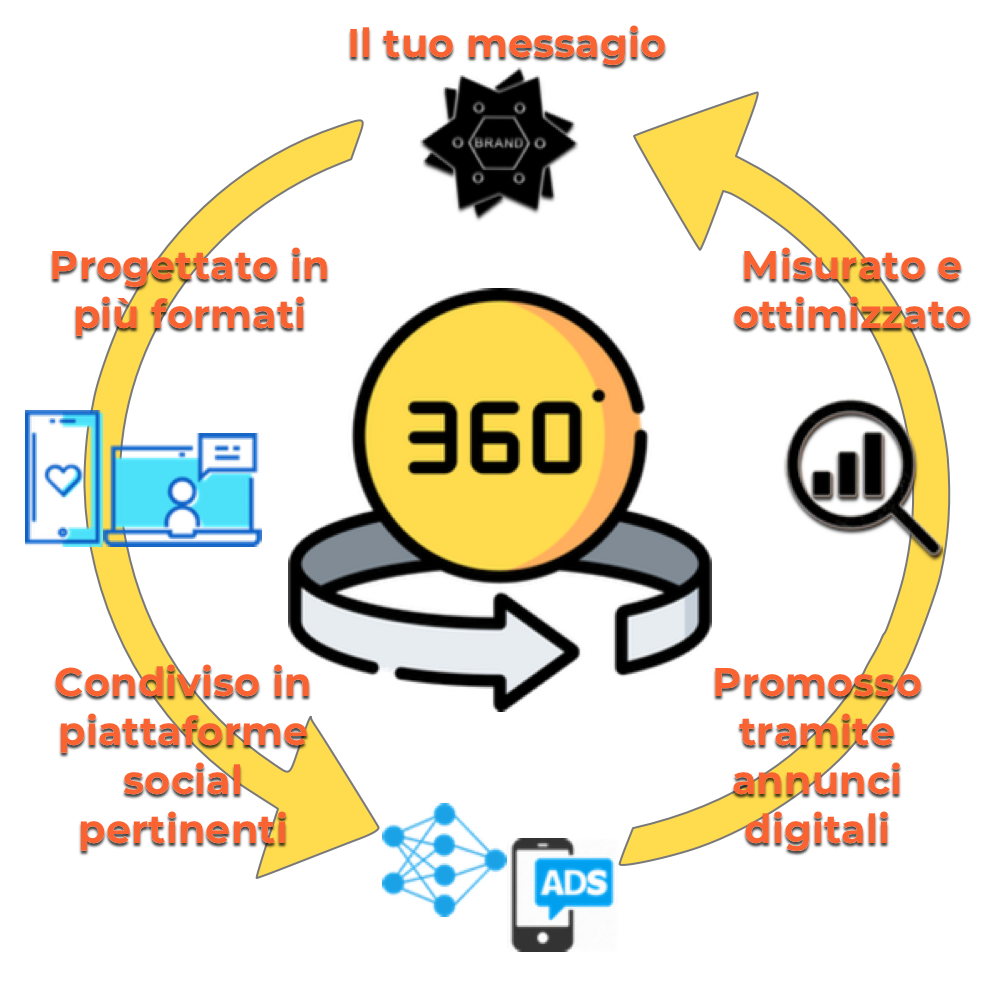 Il tuo messagio
BRAND
Progettato in
più formati
Misurato e
ottimizzato
360°
Condiviso in
piattaforme
social
pertinenti
Promosso
tramite
annunci
digitali
ADS